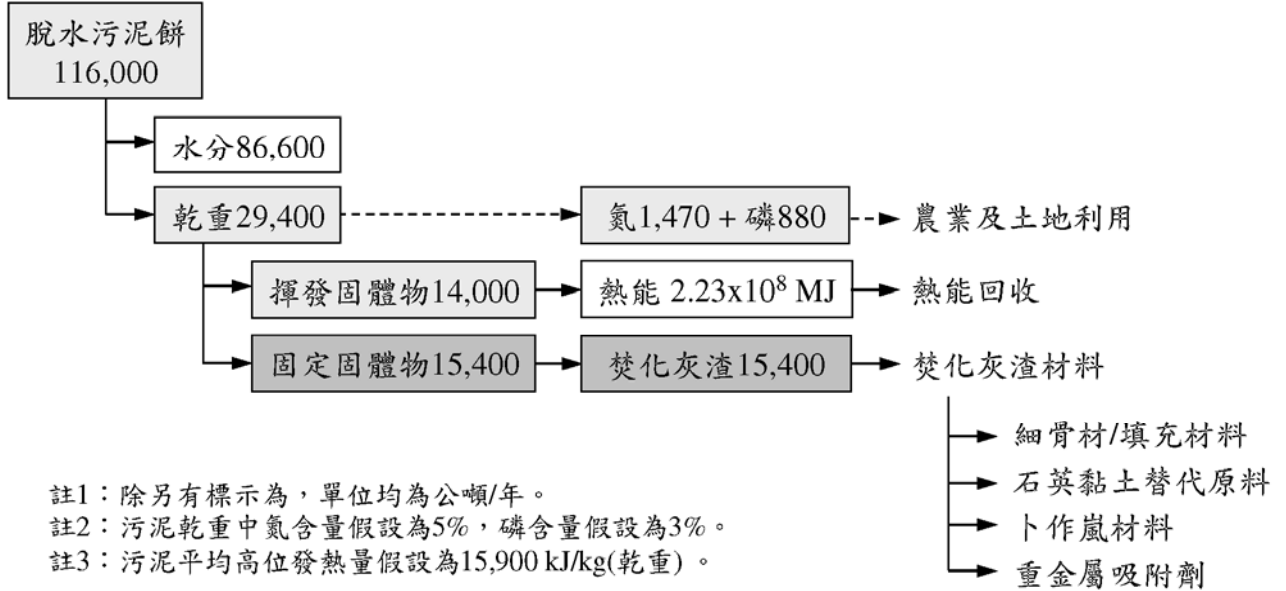 脫水污泥餅
116,000
水分86,600
乾重29,400
氮1,470 + 磷880
農業及土地利用
揮發固體物14,000
熱能 2.23x10⁸ MJ
熱能回收
固定固體物15,400
焚化灰渣15,400
焚化灰渣材料
細骨材/填充材料
石英黏土替代原料
卜作嵐材料
重金屬吸附劑
註1：除另有標示為，單位均為公噸/年。
註2：污泥乾重中氮含量假設為5%，磷含量假設為3%。
註3：污泥平均高位發熱量假設為15,900 kJ/kg(乾重) 。